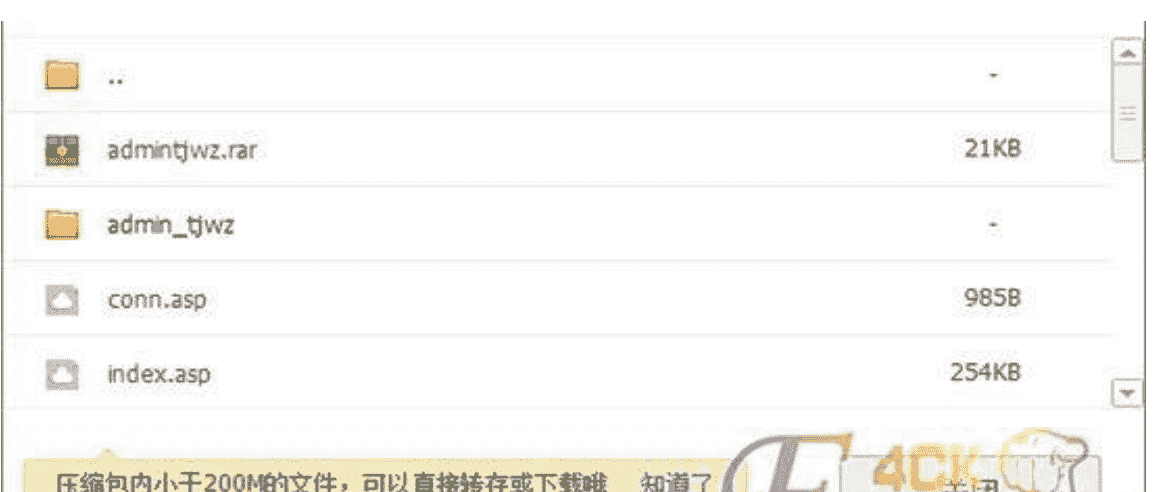 .. -
admintjwz.rar 21KB
admin_tjwz -
conn.asp 985B
index.asp 254KB
压缩包内小于200M的文件，可以直接转存或下载哦 知道了
4CK